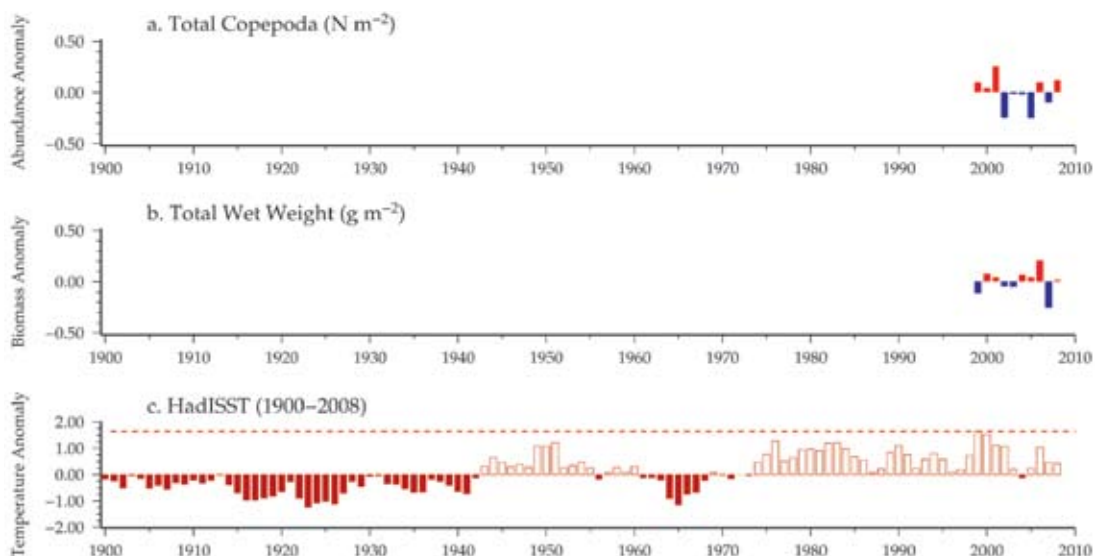 a. Total Copepoda (N m⁻²)
Abundance Anomaly
0.50
0.00
−0.50
1900 1910 1920 1930 1940 1950 1960 1970 1980 1990 2000 2010
b. Total Wet Weight (g m⁻²)
Biomass Anomaly
0.50
0.00
−0.50
1900 1910 1920 1930 1940 1950 1960 1970 1980 1990 2000 2010
c. HadISST (1900–2008)
Temperature Anomaly
2.00
1.00
0.00
−1.00
−2.00
1900 1910 1920 1930 1940 1950 1960 1970 1980 1990 2000 2010